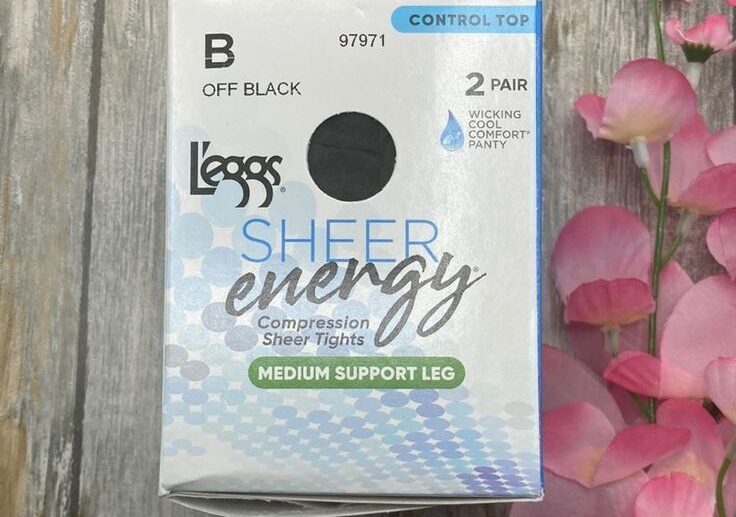 CONTROL TOP
B
97971
OFF BLACK
2 PAIR
WICKING
COOL
COMFORT®
PANTY
L'eggs®
SHEER
energy®
Compression
Sheer Tights
MEDIUM SUPPORT LEG